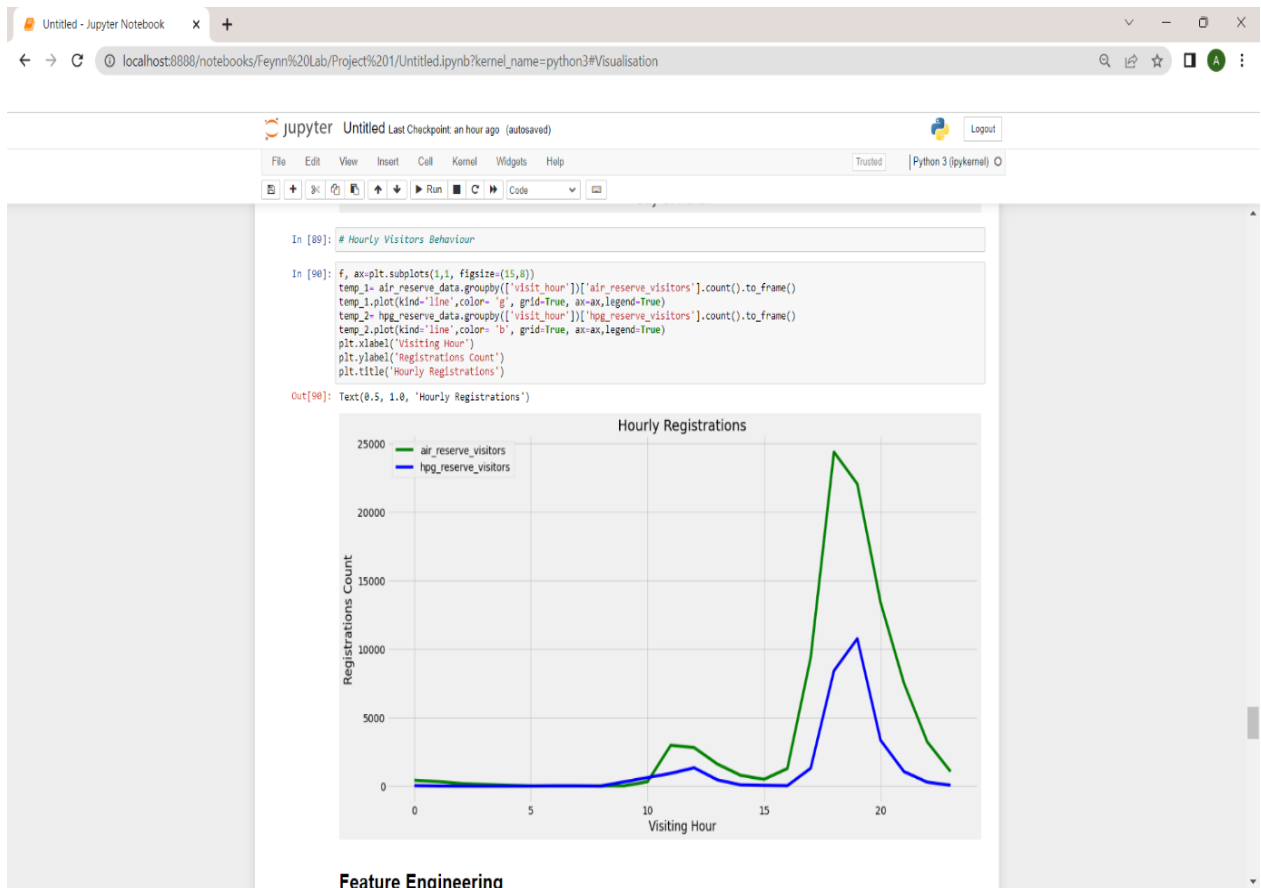 Untitled - Jupyter Notebook
localhost:8888/notebooks/Feynn%20Lab/Project%201/Untitled.ipynb?kernel_name=python3#Visualisation
A
jupyter Untitled Last Checkpoint: an hour ago (autosaved)
Logout
File Edit View Insert Cell Kernel Widgets Help
Trusted Python 3 (ipykernel)
Run Code
In [89]: # Hourly Visitors Behaviour
In [90]: f, ax=plt.subplots(1,1, figsize=(15,8))
temp_1= air_reserve_data.groupby(['visit_hour'])['air_reserve_visitors'].count().to_frame()
temp_1.plot(kind='line',color= 'g', grid=True, ax=ax,legend=True)
temp_2= hpg_reserve_data.groupby(['visit_hour'])['hpg_reserve_visitors'].count().to_frame()
temp_2.plot(kind='line',color= 'b', grid=True, ax=ax,legend=True)
plt.xlabel('Visiting Hour')
plt.ylabel('Registrations Count')
plt.title('Hourly Registrations')
Out[90]: Text(0.5, 1.0, 'Hourly Registrations')
Hourly Registrations
air_reserve_visitors
hpg_reserve_visitors
Registrations Count
25000
20000
15000
10000
5000
0
0 5 10 15 20
Visiting Hour
Feature Engineering